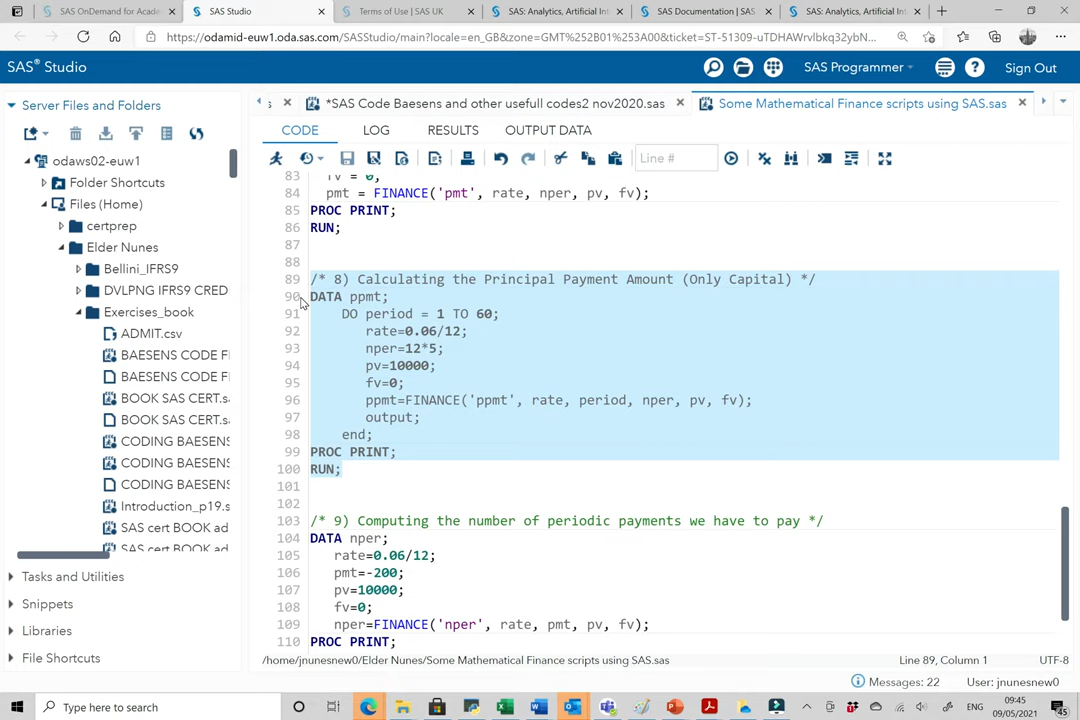 SAS OnDemand for Acade
SAS Studio
Terms of Use | SAS UK
SAS: Analytics, Artificial Int
SAS Documentation | SAS
SAS: Analytics, Artificial Int
https://odamid-euw1.oda.sas.com/SASStudio/main?locale=en_GB&zone=GMT%252B01%253A00&ticket=ST-51309-uTDHAWrvlbkq32ybN...
SAS® Studio
SAS Programmer
Sign Out
Server Files and Folders
s
*SAS Code Baesens and other usefull codes2 nov2020.sas
Some Mathematical Finance scripts using SAS.sas
CODE LOG RESULTS OUTPUT DATA
Line #
odaws02-euw1
Folder Shortcuts
Files (Home)
certprep
Elder Nunes
Bellini_IFRS9
DVLPNG IFRS9 CRED
Exercises_book
ADMIT.csv
BAESENS CODE F
BAESENS CODE F
BOOK SAS CERT.sa
BOOK SAS CERT.sa
CODING BAESENS
CODING BAESENS
CODING BAESENS
Introduction_p19.s
SAS cert BOOK ad
SAS cert BOOK ad
Tasks and Utilities
Snippets
Libraries
File Shortcuts
83 fv = 0;
84 pmt = FINANCE('pmt', rate, nper, pv, fv);
85 PROC PRINT;
86 RUN;
87
88
89 /* 8) Calculating the Principal Payment Amount (Only Capital) */
90 DATA ppmt;
91 DO period = 1 TO 60;
92 rate=0.06/12;
93 nper=12*5;
94 pv=10000;
95 fv=0;
96 ppmt=FINANCE('ppmt', rate, period, nper, pv, fv);
97 output;
98 end;
99 PROC PRINT;
100 RUN;
101
102
103 /* 9) Computing the number of periodic payments we have to pay */
104 DATA nper;
105 rate=0.06/12;
106 pmt=-200;
107 pv=10000;
108 fv=0;
109 nper=FINANCE('nper', rate, pmt, pv, fv);
110 PROC PRINT;
/home/jnunesnew0/Elder Nunes/Some Mathematical Finance scripts using SAS.sas
Line 89, Column 1
UTF-8
Messages: 22
User: jnunesnew0
Type here to search
ENG
09:45
09/05/2021
45